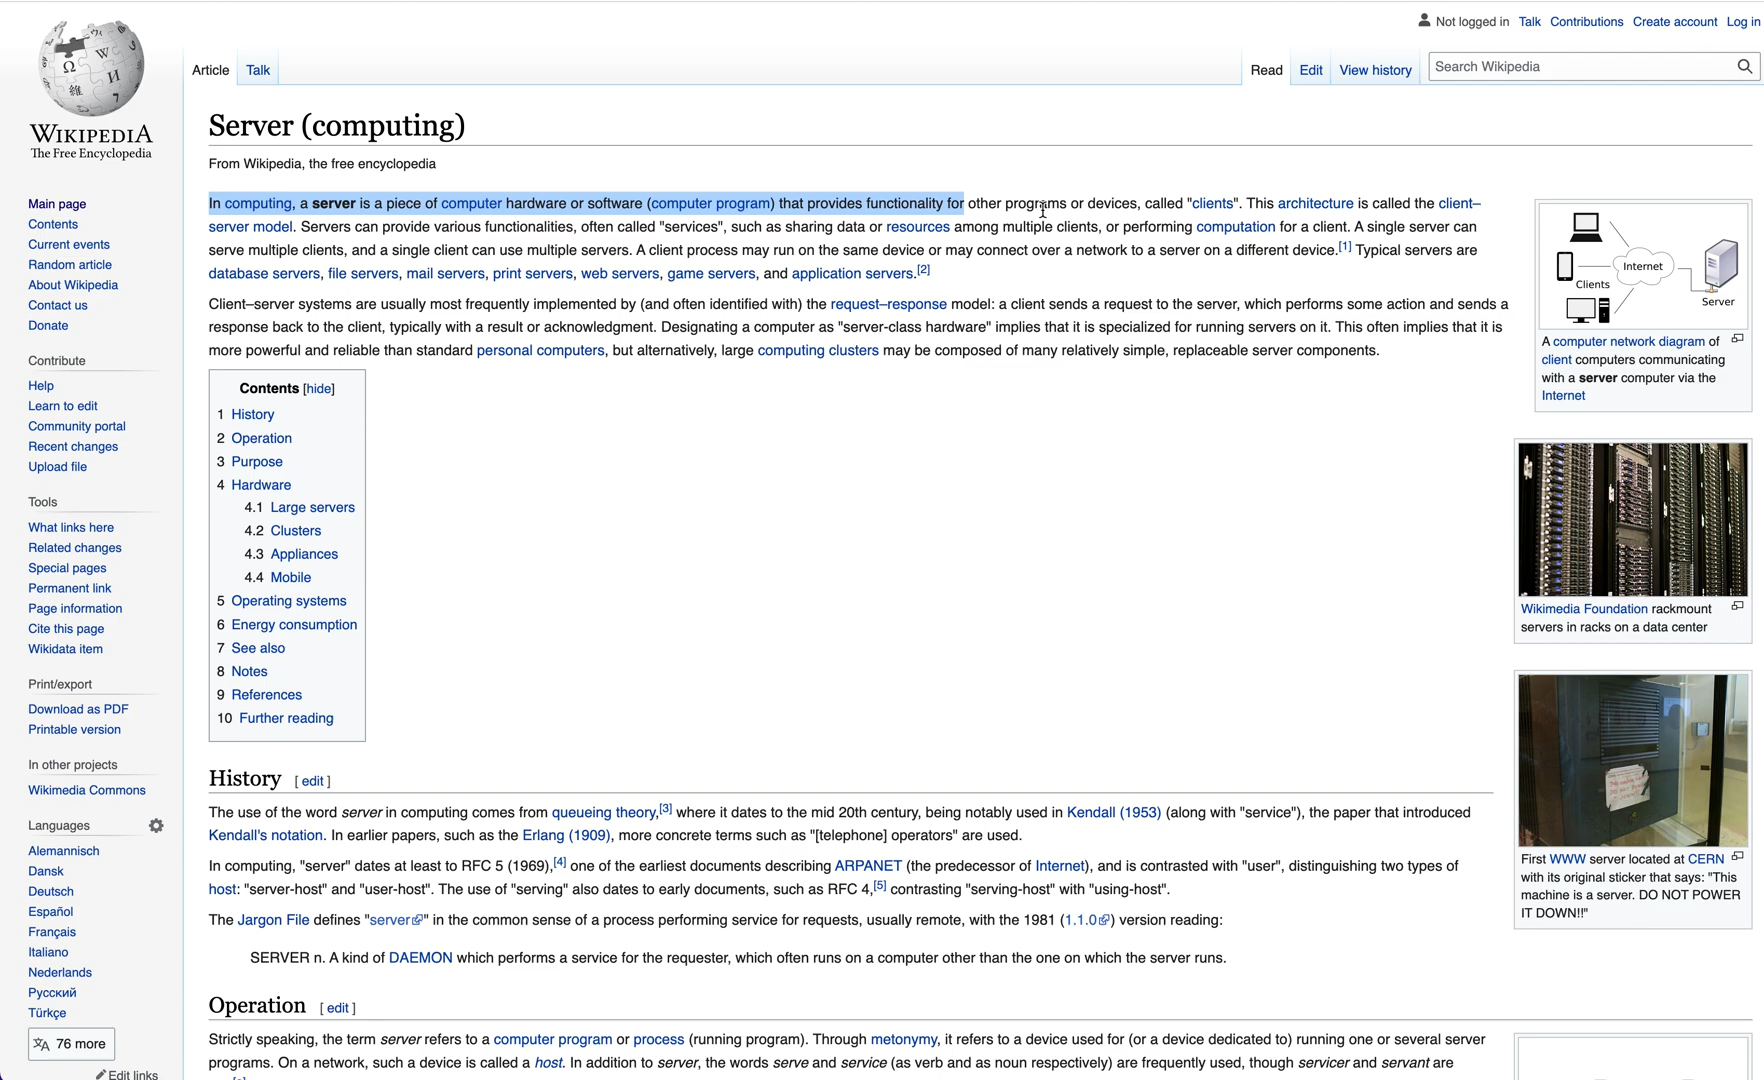 Not logged in Talk Contributions Create account Log in
Article Talk Read Edit View history Search Wikipedia
WIKIPEDIA
The Free Encyclopedia
Main page
Contents
Current events
Random article
About Wikipedia
Contact us
Donate
Contribute
Help
Learn to edit
Community portal
Recent changes
Upload file
Tools
What links here
Related changes
Special pages
Permanent link
Page information
Cite this page
Wikidata item
Print/export
Download as PDF
Printable version
In other projects
Wikimedia Commons
Languages
Alemannisch
Dansk
Deutsch
Español
Français
Italiano
Nederlands
Русский
Türkçe
76 more
Edit links
Server (computing)
From Wikipedia, the free encyclopedia
In computing, a server is a piece of computer hardware or software (computer program) that provides functionality for other programs or devices, called "clients". This architecture is called the client–
server model. Servers can provide various functionalities, often called "services", such as sharing data or resources among multiple clients, or performing computation for a client. A single server can
serve multiple clients, and a single client can use multiple servers. A client process may run on the same device or may connect over a network to a server on a different device.[1] Typical servers are
database servers, file servers, mail servers, print servers, web servers, game servers, and application servers.[2]
Client–server systems are usually most frequently implemented by (and often identified with) the request–response model: a client sends a request to the server, which performs some action and sends a
response back to the client, typically with a result or acknowledgment. Designating a computer as "server-class hardware" implies that it is specialized for running servers on it. This often implies that it is
more powerful and reliable than standard personal computers, but alternatively, large computing clusters may be composed of many relatively simple, replaceable server components.
Contents [hide]
1 History
2 Operation
3 Purpose
4 Hardware
4.1 Large servers
4.2 Clusters
4.3 Appliances
4.4 Mobile
5 Operating systems
6 Energy consumption
7 See also
8 Notes
9 References
10 Further reading
History [ edit ]
The use of the word server in computing comes from queueing theory,[3] where it dates to the mid 20th century, being notably used in Kendall (1953) (along with "service"), the paper that introduced
Kendall's notation. In earlier papers, such as the Erlang (1909), more concrete terms such as "[telephone] operators" are used.
In computing, "server" dates at least to RFC 5 (1969),[4] one of the earliest documents describing ARPANET (the predecessor of Internet), and is contrasted with "user", distinguishing two types of
host: "server-host" and "user-host". The use of "serving" also dates to early documents, such as RFC 4,[5] contrasting "serving-host" with "using-host".
The Jargon File defines "server" in the common sense of a process performing service for requests, usually remote, with the 1981 (1.1.0) version reading:
SERVER n. A kind of DAEMON which performs a service for the requester, which often runs on a computer other than the one on which the server runs.
Operation [ edit ]
Strictly speaking, the term server refers to a computer program or process (running program). Through metonymy, it refers to a device used for (or a device dedicated to) running one or several server
programs. On a network, such a device is called a host. In addition to server, the words serve and service (as verb and as noun respectively) are frequently used, though servicer and servant are
Internet
Clients
Server
A computer network diagram of
client computers communicating
with a server computer via the
Internet
Wikimedia Foundation rackmount
servers in racks on a data center
First WWW server located at CERN
with its original sticker that says: "This
machine is a server. DO NOT POWER
IT DOWN!!"